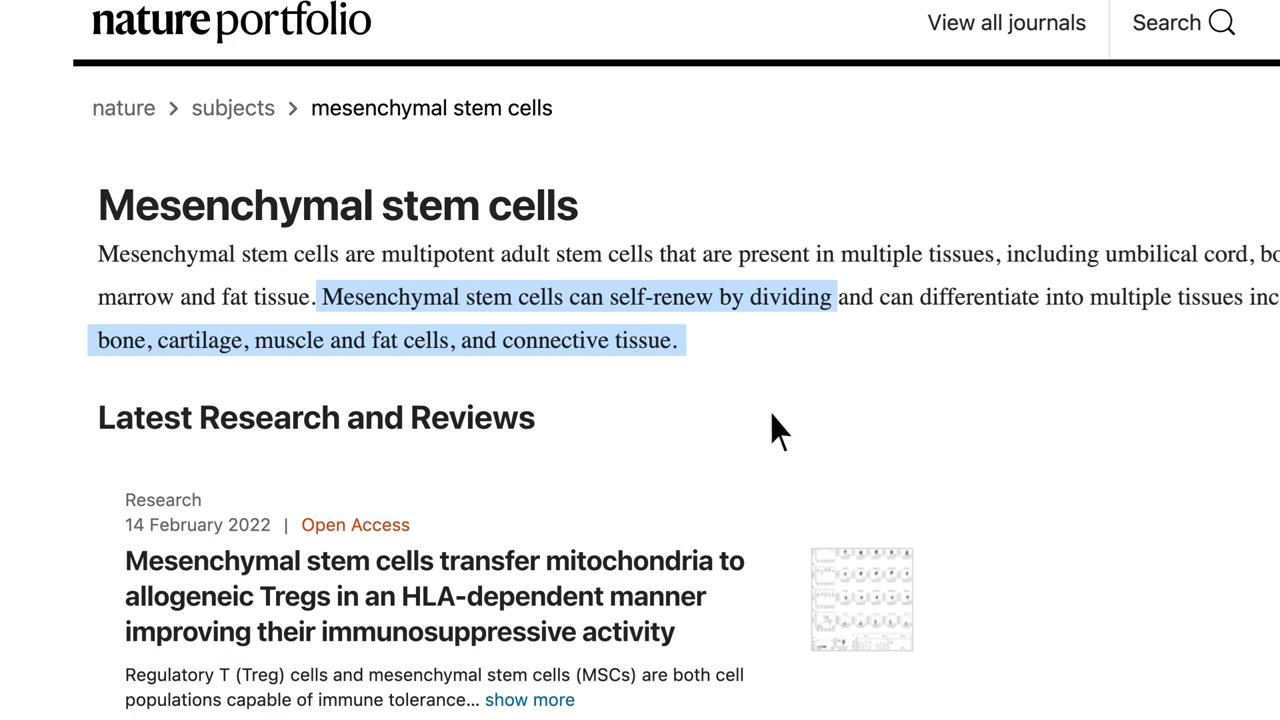 nature portfolio
View all journals
Search
nature > subjects > mesenchymal stem cells
Mesenchymal stem cells
Mesenchymal stem cells are multipotent adult stem cells that are present in multiple tissues, including umbilical cord,
marrow and fat tissue. Mesenchymal stem cells can self-renew by dividing and can differentiate into multiple tissues
bone, cartilage, muscle and fat cells, and connective tissue.
Latest Research and Reviews
Research
14 February 2022 | Open Access
Mesenchymal stem cells transfer mitochondria to
allogeneic Tregs in an HLA-dependent manner
improving their immunosuppressive activity
Regulatory T (Treg) cells and mesenchymal stem cells (MSCs) are both cell
populations capable of immune tolerance... show more